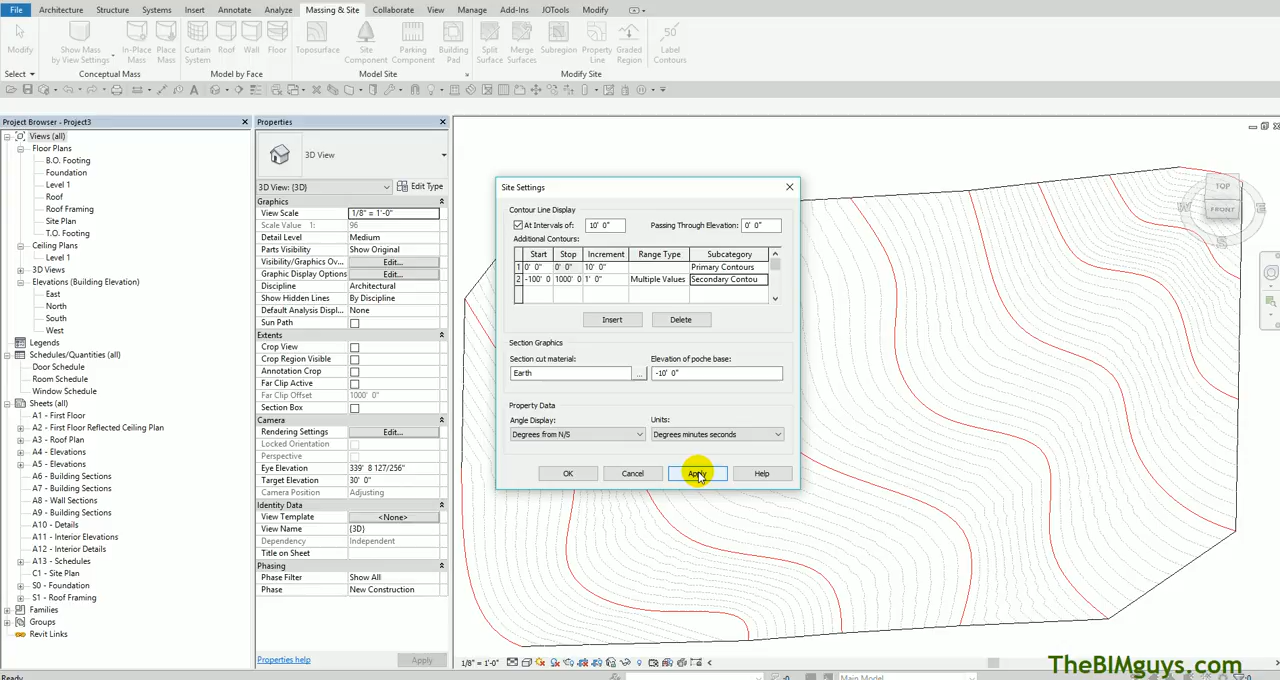 File Architecture Structure Systems Insert Annotate Analyze Massing & Site Collaborate View Manage Add-Ins JOTools Modify
Modify
Show Mass
by View Settings
In-Place
Mass
Place
Mass
Curtain
System
Roof
Wall
Floor
Toposurface
Site
Component
Parking
Component
Building
Pad
Split
Surface
Merge
Surfaces
Subregion
Property
Line
Graded
Region
50
Label
Contours
Select
Conceptual Mass
Model by Face
Model Site
Modify Site
Project Browser - Project3
Views (all)
Floor Plans
B.O. Footing
Foundation
Level 1
Roof
Roof Framing
Site Plan
T.O. Footing
Ceiling Plans
Level 1
3D Views
Elevations (Building Elevation)
East
North
South
West
Legends
Schedules/Quantities (all)
Door Schedule
Room Schedule
Window Schedule
Sheets (all)
A1 - First Floor
A2 - First Floor Reflected Ceiling Plan
A3 - Roof Plan
A4 - Elevations
A5 - Elevations
A6 - Building Sections
A7 - Building Sections
A8 - Wall Sections
A9 - Building Sections
A10 - Details
A11 - Interior Elevations
A12 - Interior Details
A13 - Schedules
C1 - Site Plan
S0 - Foundation
S1 - Roof Framing
Families
Groups
Revit Links
Properties
3D View
3D View: {3D}
Edit Type
Graphics
View Scale 1/8" = 1'-0"
Scale Value 1: 96
Detail Level Medium
Parts Visibility Show Original
Visibility/Graphics Ov... Edit...
Graphic Display Options Edit...
Discipline Architectural
Show Hidden Lines By Discipline
Default Analysis Displ... None
Sun Path
Extents
Crop View
Crop Region Visible
Annotation Crop
Far Clip Active
Far Clip Offset 1000' 0"
Section Box
Camera
Rendering Settings Edit...
Locked Orientation
Perspective
Eye Elevation 339' 8 127/256"
Target Elevation 30' 0"
Camera Position Adjusting
Identity Data
View Template <None>
View Name {3D}
Dependency Independent
Title on Sheet
Phasing
Phase Filter Show All
Phase New Construction
Properties help
Apply
Site Settings
Contour Line Display
At Intervals of: 10' 0" Passing Through Elevation: 0' 0"
Additional Contours:
Start Stop Increment Range Type Subcategory
1 0' 0" 0' 0" 10' 0" Primary Contours
2 -100' 0 1000' 0 1' 0" Multiple Values Secondary Contou
Insert Delete
Section Graphics
Section cut material: Elevation of poche base:
Earth ... -10' 0"
Property Data
Angle Display: Units:
Degrees from N/S Degrees minutes seconds
OK Cancel Apply Help
TOP
FRONT
W
E
S
1/8" = 1'-0"
Ready
:0
Main Model
:0
TheBIMguys.com